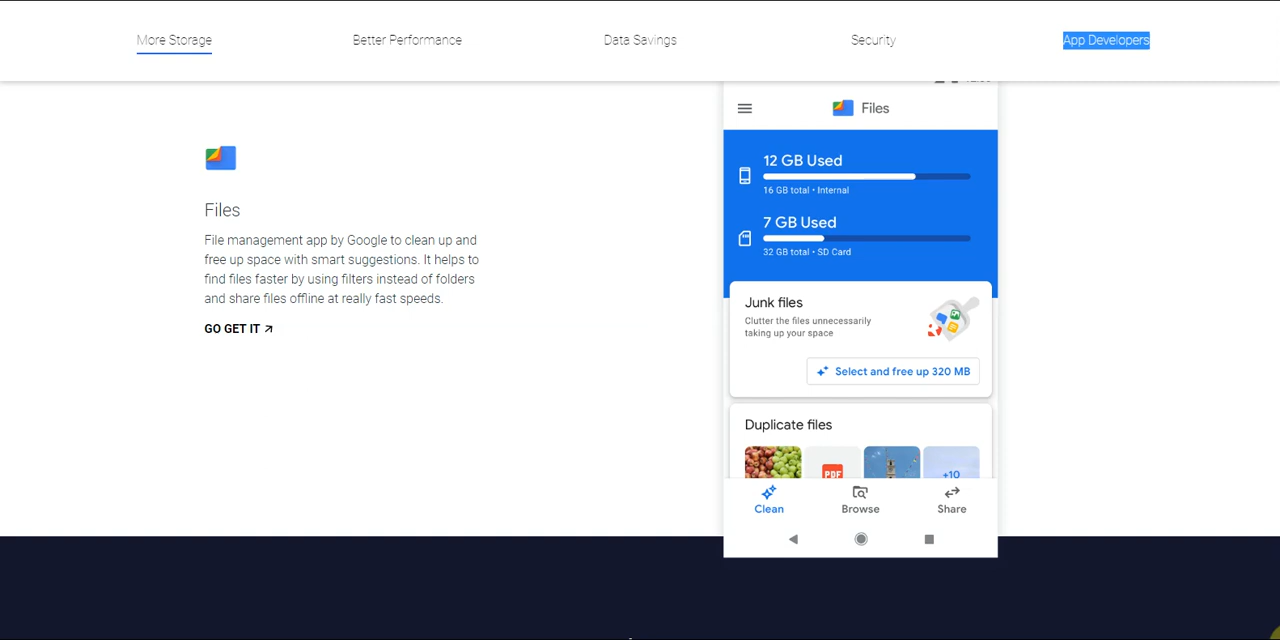 More Storage
Better Performance
Data Savings
Security
App Developers
Files
File management app by Google to clean up and
free up space with smart suggestions. It helps to
find files faster by using filters instead of folders
and share files offline at really fast speeds.
GO GET IT
Files
12 GB Used
16 GB total • Internal
7 GB Used
32 GB total • SD Card
Junk files
Clutter the files unnecessarily
taking up your space
Select and free up 320 MB
Duplicate files
PDF
+10
Clean
Browse
Share